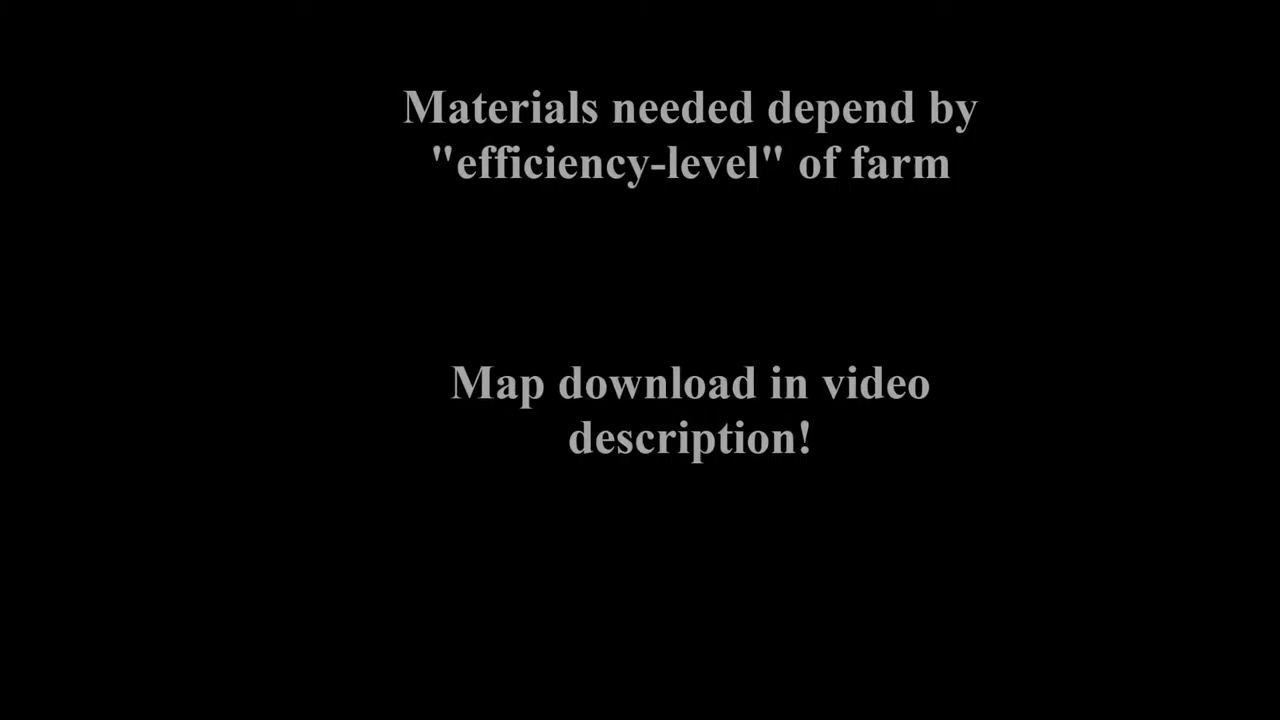 Materials needed depend by
"efficiency-level" of farm
Map download in video
description!